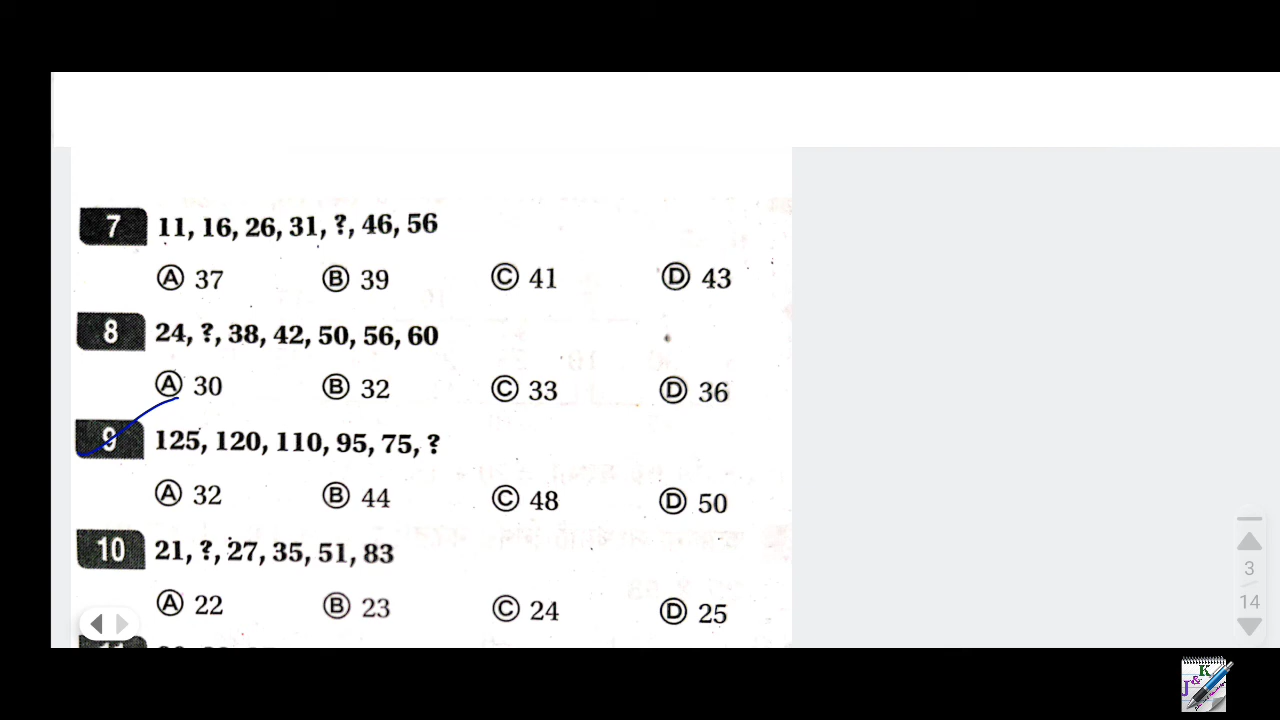 7 11, 16, 26, 31, ?, 46, 56
Ⓐ 37 Ⓑ 39 Ⓒ 41 Ⓓ 43
8 24, ?, 38, 42, 50, 56, 60
Ⓐ 30 Ⓑ 32 Ⓒ 33 Ⓓ 36
9 125, 120, 110, 95, 75, ?
Ⓐ 32 Ⓑ 44 Ⓒ 48 Ⓓ 50
10 21, ?, 27, 35, 51, 83
Ⓐ 22 Ⓑ 23 Ⓒ 24 Ⓓ 25
3
14
J&K